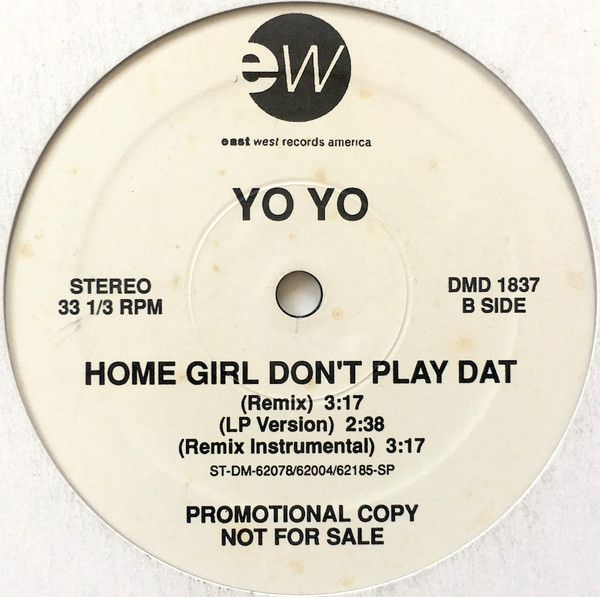 ew
east west records america
YO YO
STEREO
33 1/3 RPM
DMD 1837
B SIDE
HOME GIRL DON'T PLAY DAT
(Remix) 3:17
(LP Version) 2:38
(Remix Instrumental) 3:17
ST-DM-62078/62004/62185-SP
PROMOTIONAL COPY
NOT FOR SALE